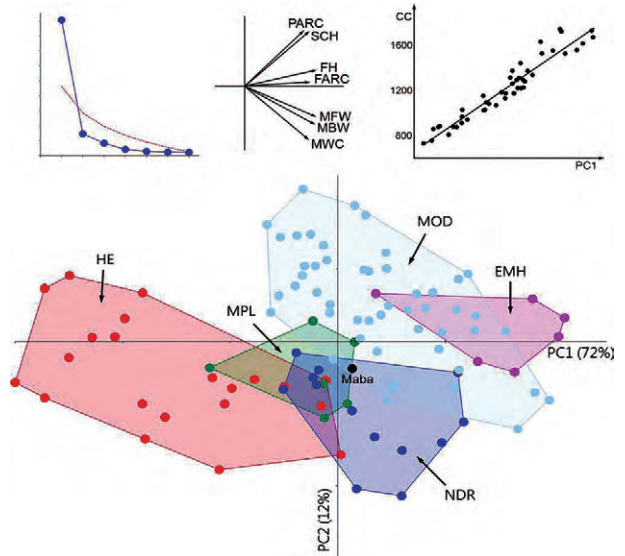 PARC
SCH
FH
FARC
MFW
MBW
MWC
CC
1600
1200
800
PC1
HE
MPL
MOD
EMH
PC1 (72%)
Maba
NDR
PC2 (12%)